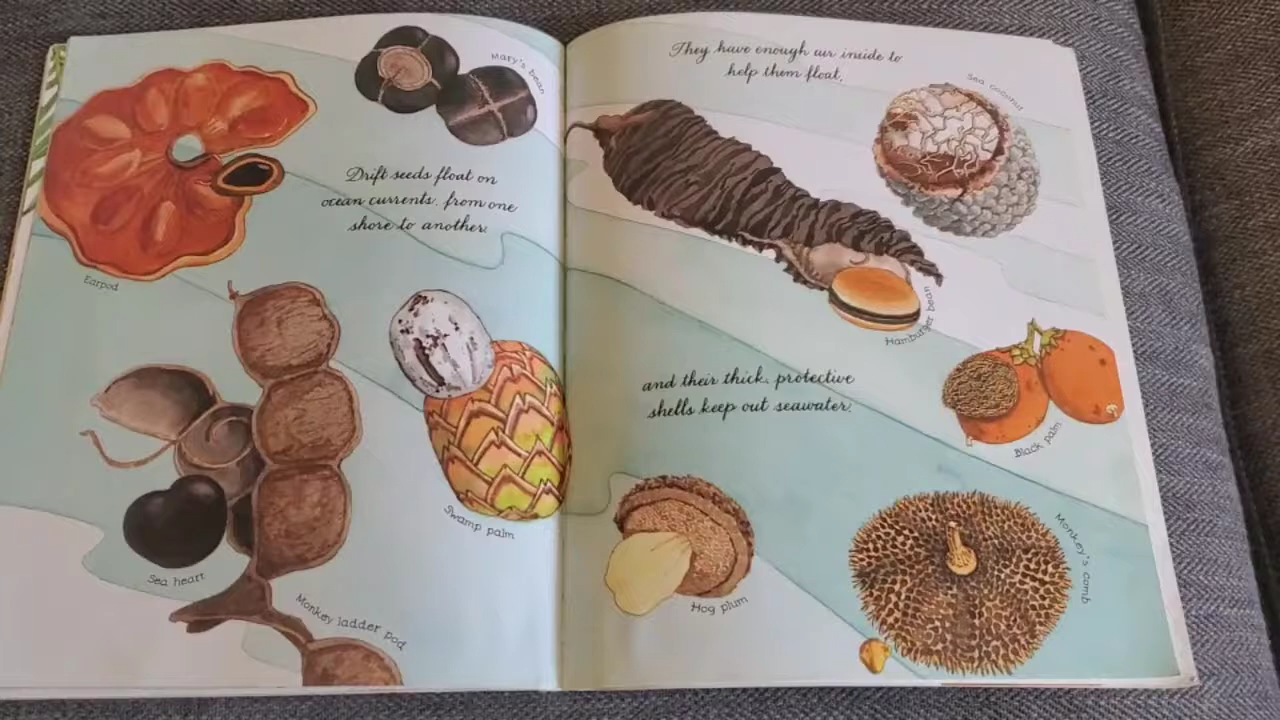 Mary's bean
Drift seeds float on
ocean currents, from one
shore to another.
Earpod
Swamp palm
Sea heart
Monkey ladder pod
They have enough air inside to
help them float,
Sea coconut
Hamburger bean
and their thick, protective
shells keep out seawater.
Black palm
Hog plum
Monkey's comb